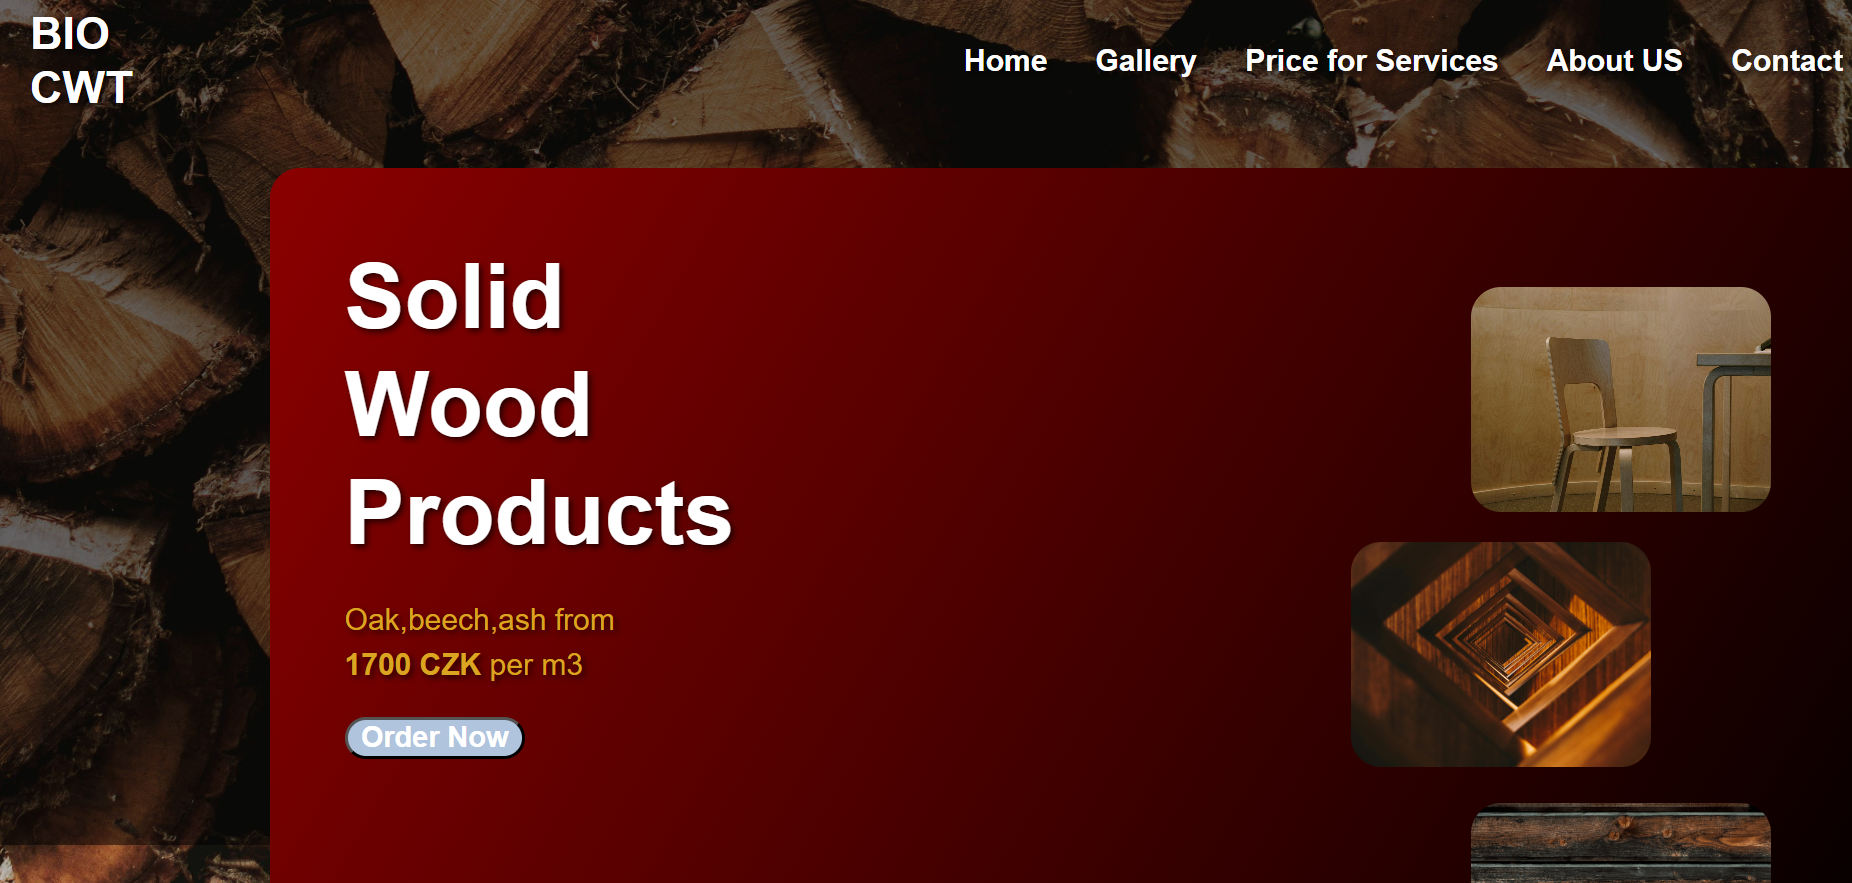 BIO
CWT
Home Gallery Price for Services About US Contact
Solid
Wood
Products
Oak,beech,ash from
1700 CZK per m3
Order Now